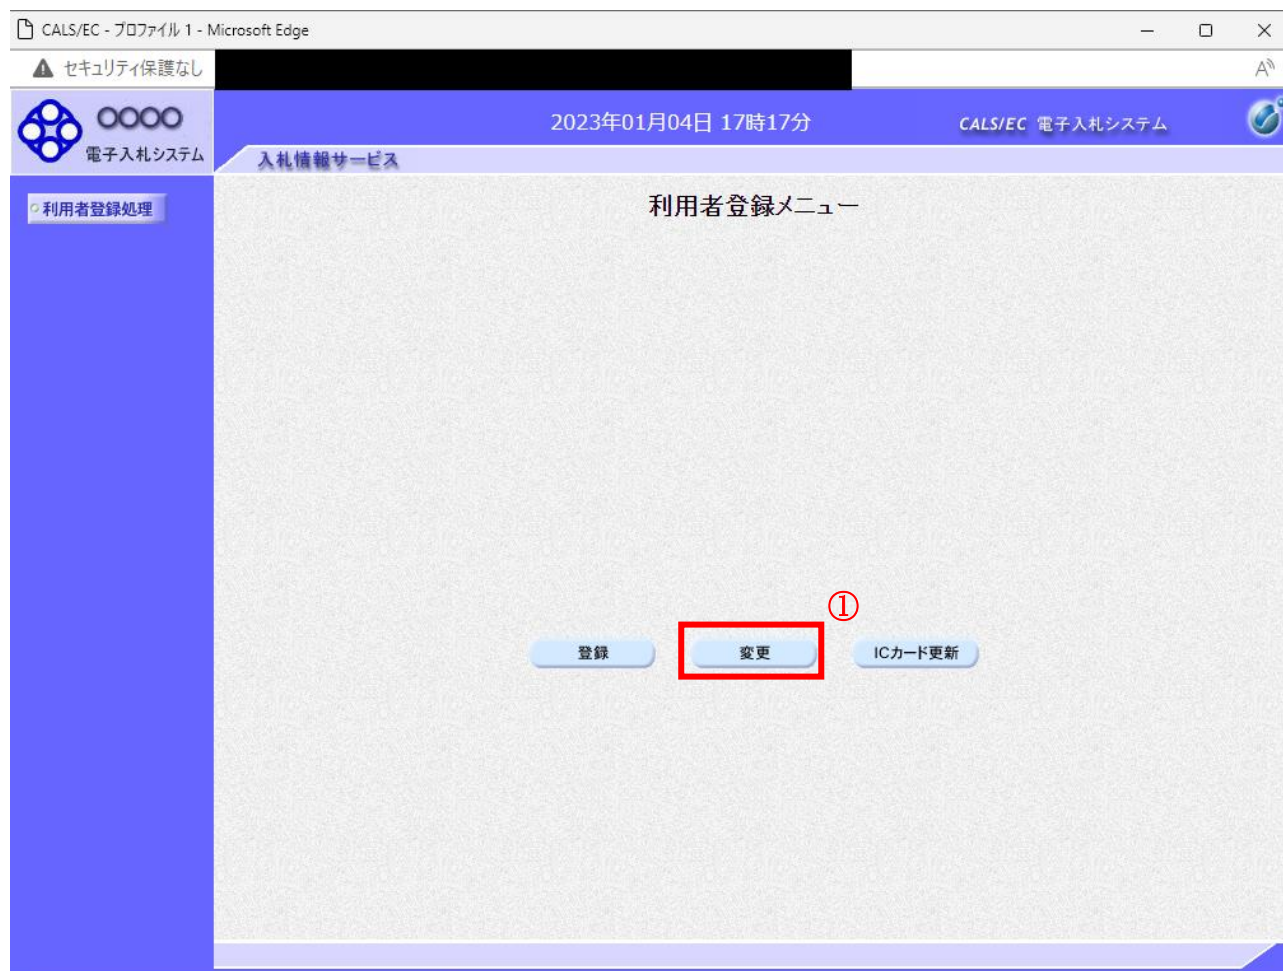 CALS/EC - プロファイル 1 - Microsoft Edge
セキュリティ保護なし
A
〇〇〇〇
電子入札システム
2023年01月04日 17時17分
CALS/EC 電子入札システム
入札情報サービス
利用者登録処理
利用者登録メニュー
①
登録
変更
ICカード更新